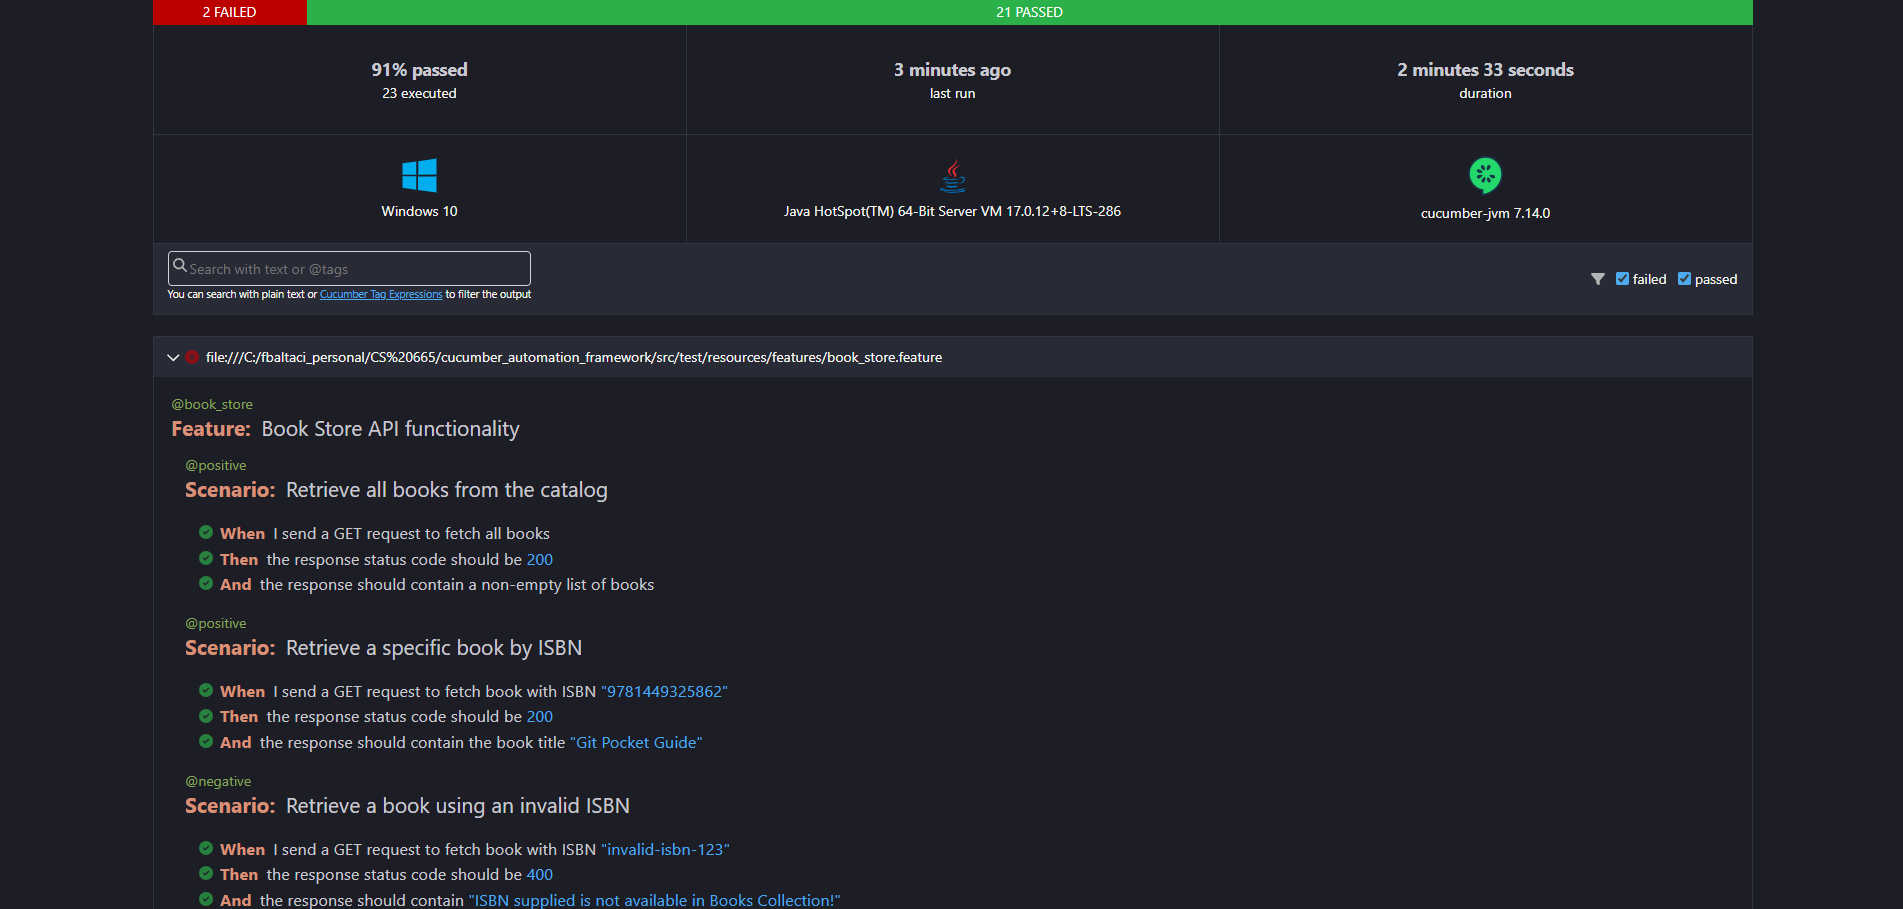 2 FAILED 21 PASSED
91% passed 3 minutes ago 2 minutes 33 seconds
23 executed last run duration
Windows 10 Java HotSpot(TM) 64-Bit Server VM 17.0.12+8-LTS-286 cucumber-jvm 7.14.0
Search with text or @tags
failed passed
You can search with plain text or Cucumber Tag Expressions to filter the output
file:///C:/fbaltaci_personal/CS%20665/cucumber_automation_framework/src/test/resources/features/book_store.feature
@book_store
Feature: Book Store API functionality
@positive
Scenario: Retrieve all books from the catalog
When I send a GET request to fetch all books
Then the response status code should be 200
And the response should contain a non-empty list of books
@positive
Scenario: Retrieve a specific book by ISBN
When I send a GET request to fetch book with ISBN "9781449325862"
Then the response status code should be 200
And the response should contain the book title "Git Pocket Guide"
@negative
Scenario: Retrieve a book using an invalid ISBN
When I send a GET request to fetch book with ISBN "invalid-isbn-123"
Then the response status code should be 400
And the response should contain "ISBN supplied is not available in Books Collection!"